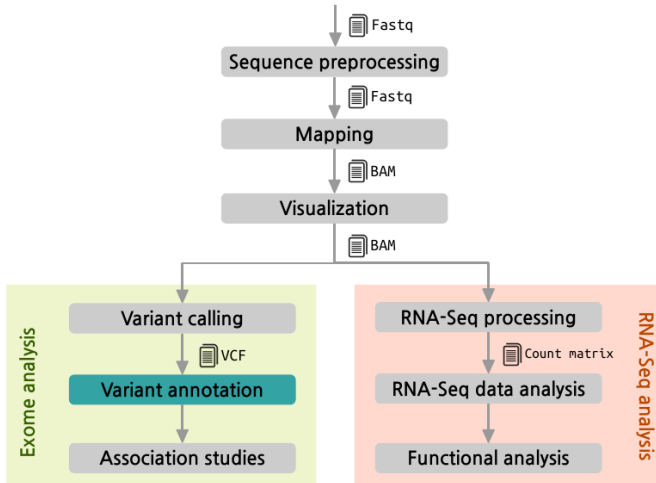 Fastq
Sequence preprocessing
Fastq
Mapping
BAM
Visualization
BAM
Exome analysis
Variant calling
VCF
Variant annotation
Association studies
RNA-Seq processing
Count matrix
RNA-Seq data analysis
Functional analysis
RNA-Seq analysis